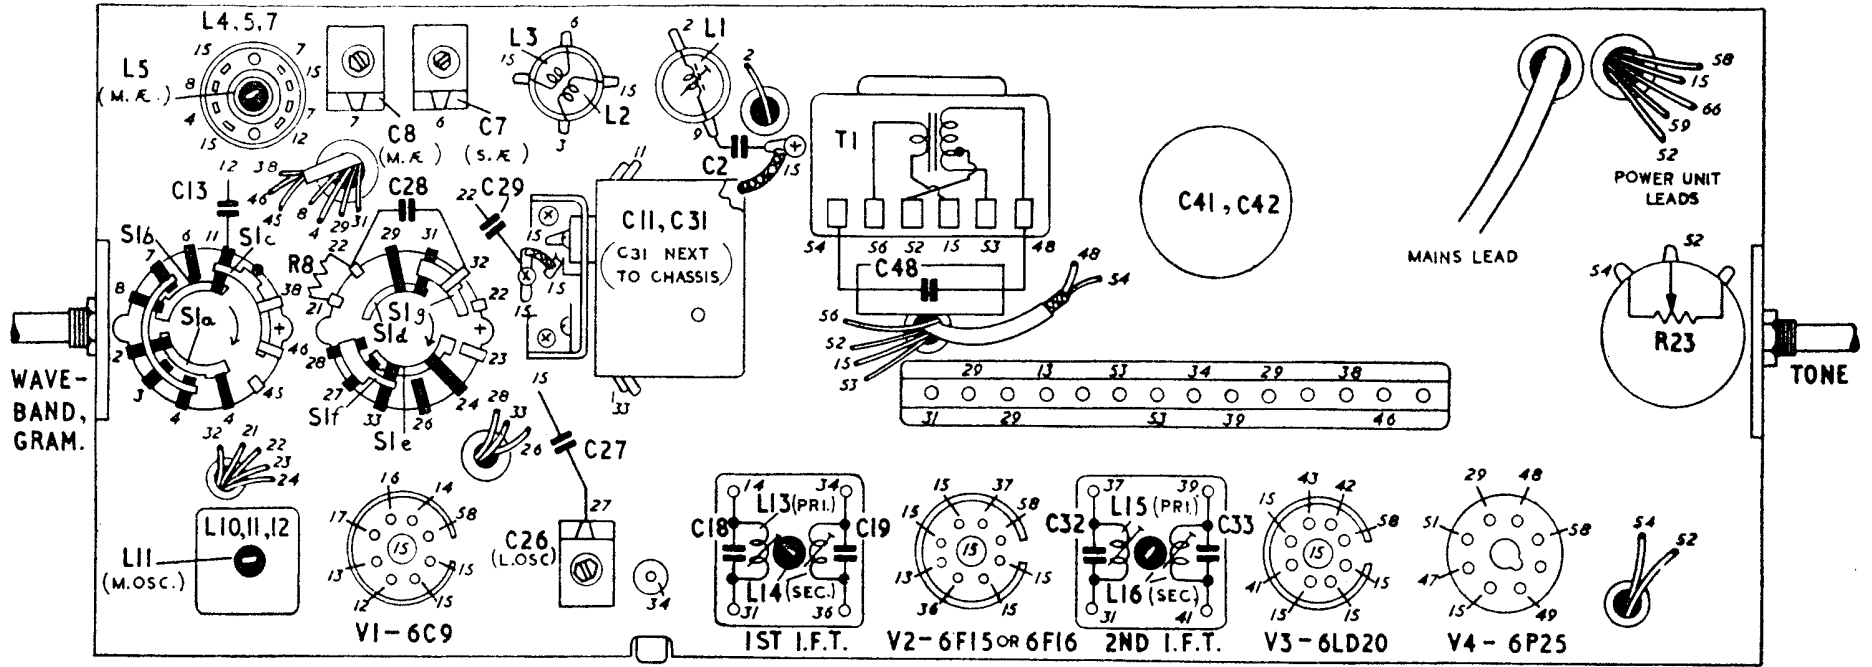 L4,5,7
L5
(M.Æ.)
15
7
8
15
4
7
15
12
7
C8
(M.Æ)
6
C7
(S.Æ)
L3
6
15
15
L2
3
2
L1
9
2
C2
15
T1
54
56
52
15
53
48
C48
48
54
56
52
15
53
C41, C42
MAINS LEAD
58
15
66
59
52
POWER UNIT
LEADS
52
54
R23
TONE
12
C13
38
46
45
8
4
29
31
C28
C29
22
11
15
15
15
C11, C31
(C31 NEXT
TO CHASSIS)
33
S1b
7
6
11
S1c
8
38
S1a
2
46
3
4
4
45
WAVE-
BAND,
GRAM.
R8
22
29
31
32
21
22
S1g
S1d
28
23
27
24
S1f
33
26
S1e
28
33
26
15
C27
27
C26
(L.OSC)
34
32
21
22
23
24
L10,11,12
L11
(M.OSC.)
16
14
17
58
15
13
15
12
15
V1-6C9
29
13
53
34
29
38
31
29
53
39
46
14
34
L13 (PRI.)
C18
C19
L14 (SEC.)
31
36
1ST I.F.T.
15
37
15
58
15
13
15
36
15
V2-6F15 OR 6F16
37
39
L15 (PRI.)
C32
C33
L16 (SEC.)
31
41
2ND I.F.T.
43
42
15
58
15
41
15
15
15
V3-6LD20
29
48
51
58
47
15
49
V4-6P25
54
52